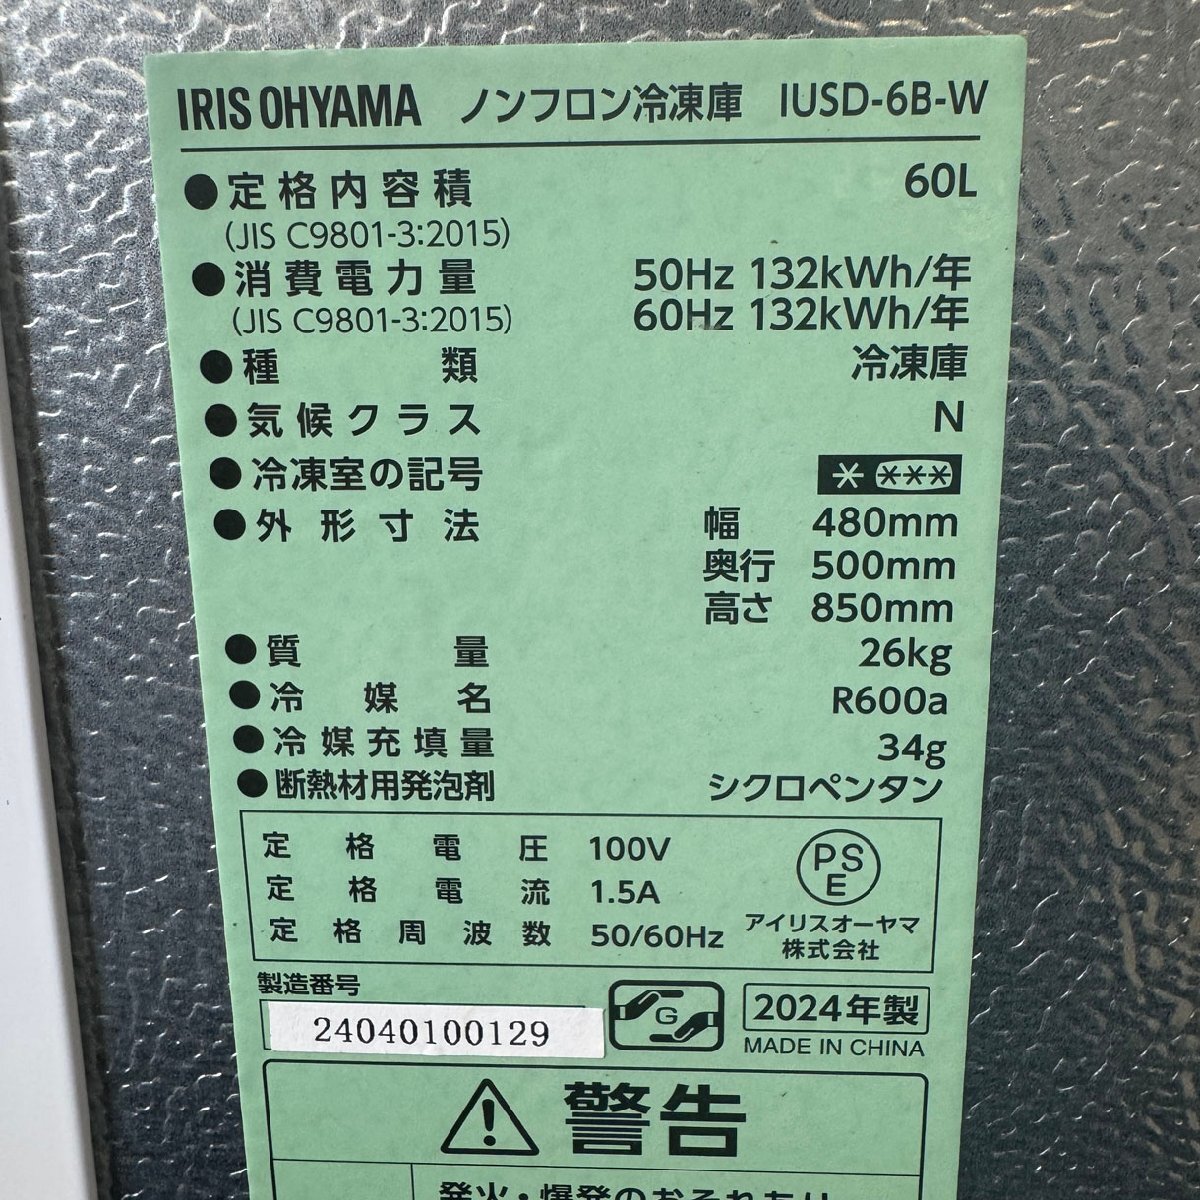 IRIS OHYAMA ノンフロン冷凍庫 IUSD-6B-W
●定格内容積 60L
(JIS C9801-3:2015)
●消費電力量 50Hz 132kWh/年
(JIS C9801-3:2015) 60Hz 132kWh/年
●種類 冷凍庫
●気候クラス N
●冷凍室の記号 * ***
●外形寸法 幅 480mm
奥行 500mm
高さ 850mm
●質量 26kg
●冷媒名 R600a
●冷媒充填量 34g
●断熱材用発泡剤 シクロペンタン
定格電圧 100V
定格電流 1.5A
定格周波数 50/60Hz
PSE
アイリスオーヤマ
株式会社
製造番号
24040100129
G
2024年製
MADE IN CHINA
警告
発火・爆発のおそれあり